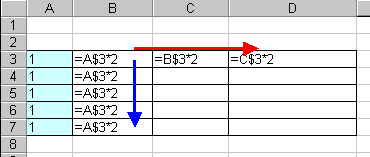 A B C D
1
2
3 1 =A$3*2 =B$3*2 =C$3*2
4 1 =A$3*2
5 1 =A$3*2
6 1 =A$3*2
7 1 =A$3*2
8